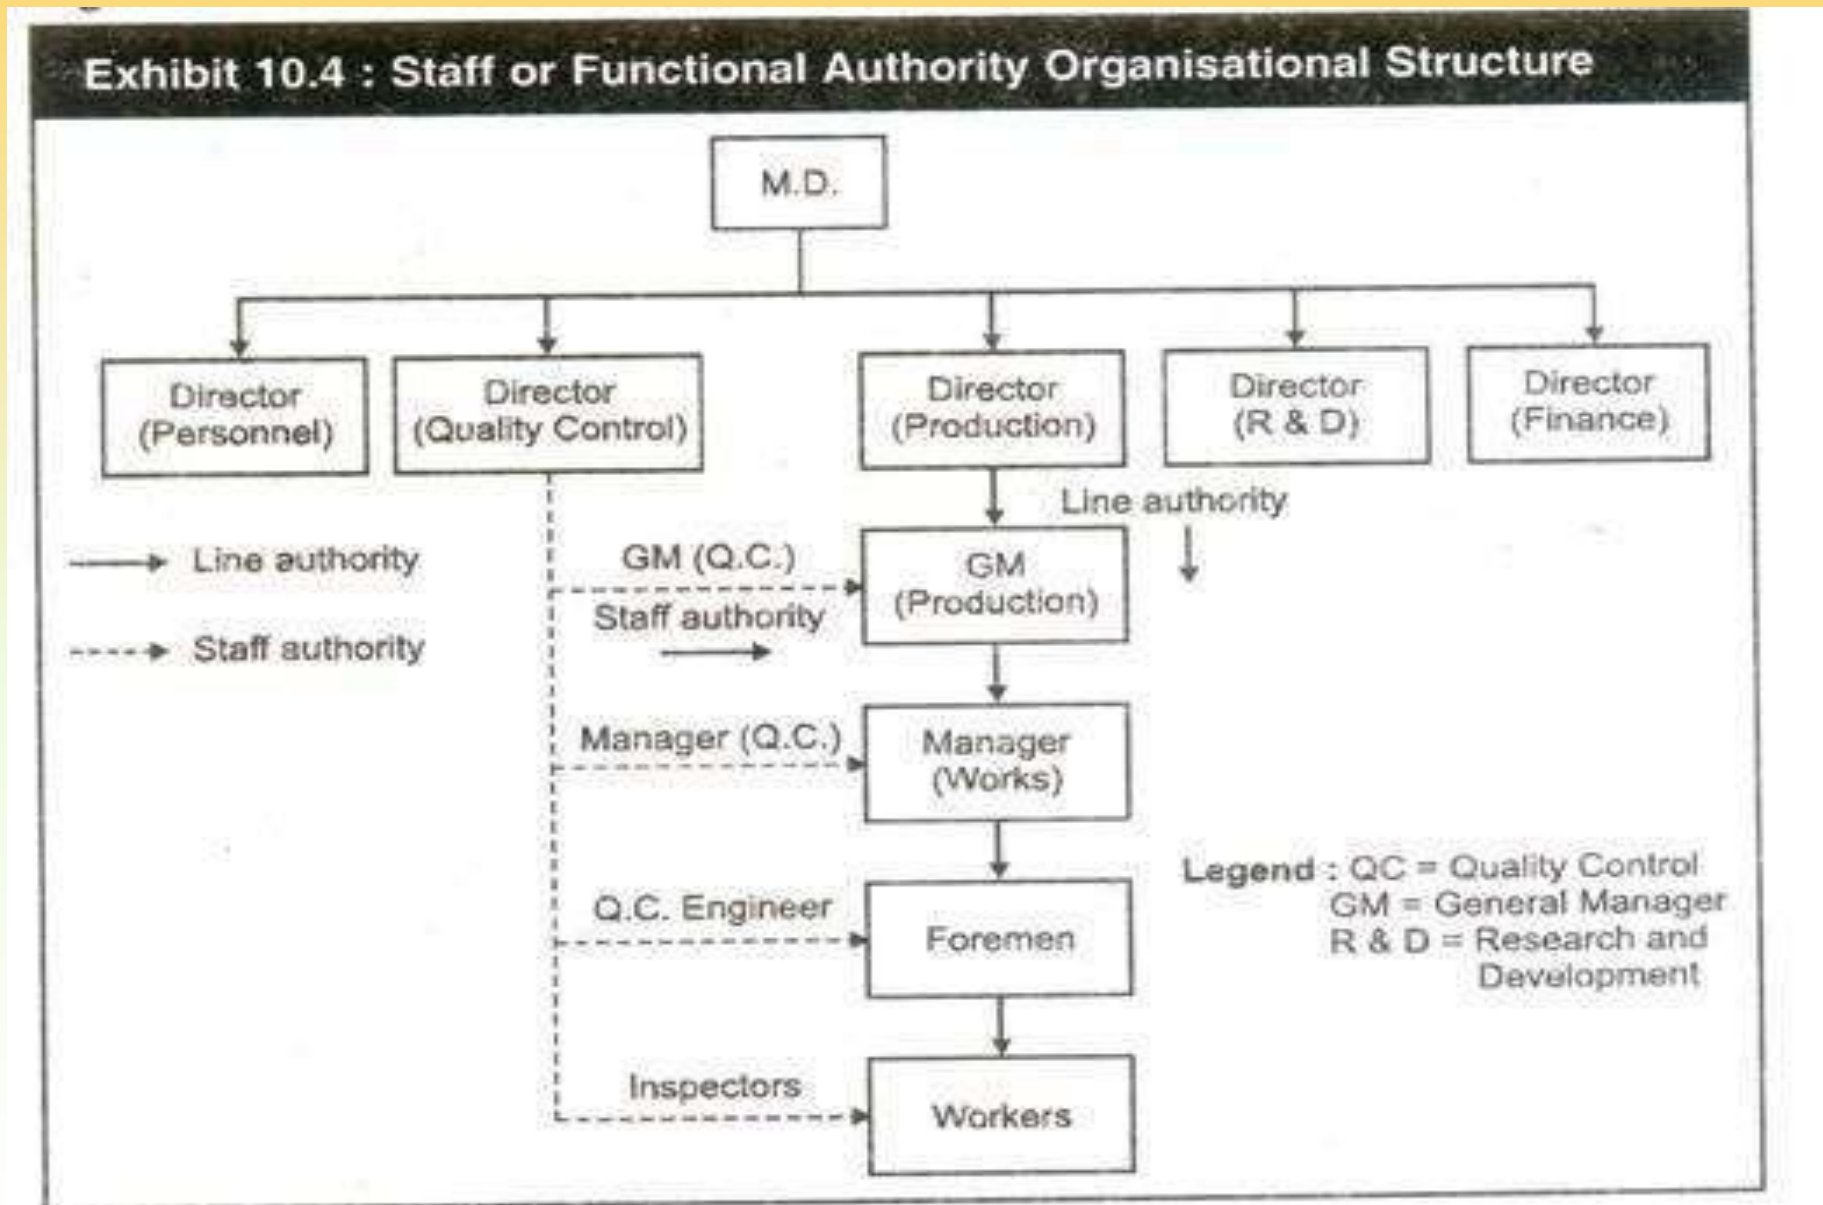 Exhibit 10.4 : Staff or Functional Authority Organisational Structure
M.D.
Director
(Personnel)
Director
(Quality Control)
Director
(Production)
Director
(R & D)
Director
(Finance)
Line authority
Line authority
Staff authority
GM (Q.C.)
Staff authority
GM
(Production)
Manager (Q.C.)
Manager
(Works)
Q.C. Engineer
Foremen
Inspectors
Workers
Legend : QC = Quality Control
GM = General Manager
R & D = Research and
Development